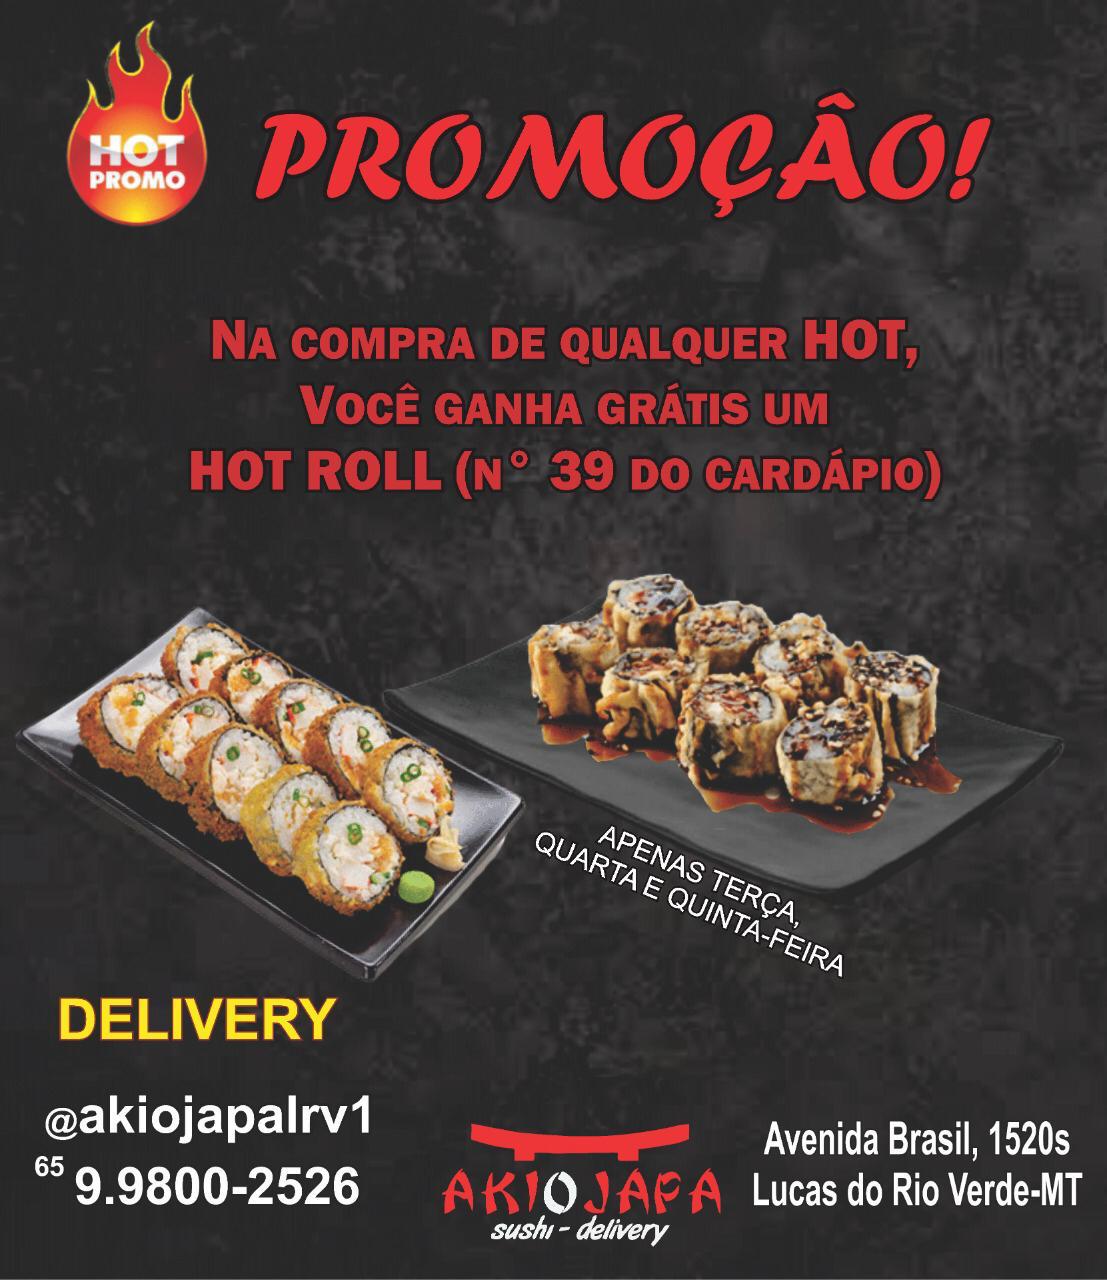 HOT
PROMO
PROMOÇÂO!
NA COMPRA DE QUALQUER HOT,
VOCÊ GANHA GRÁTIS UM
HOT ROLL (N° 39 DO CARDÁPIO)
APENAS TERÇA,
QUARTA E QUINTA-FEIRA
DELIVERY
@akiojapalrv1
65 9.9800-2526
AKIOJAPA
sushi - delivery
Avenida Brasil, 1520s
Lucas do Rio Verde-MT